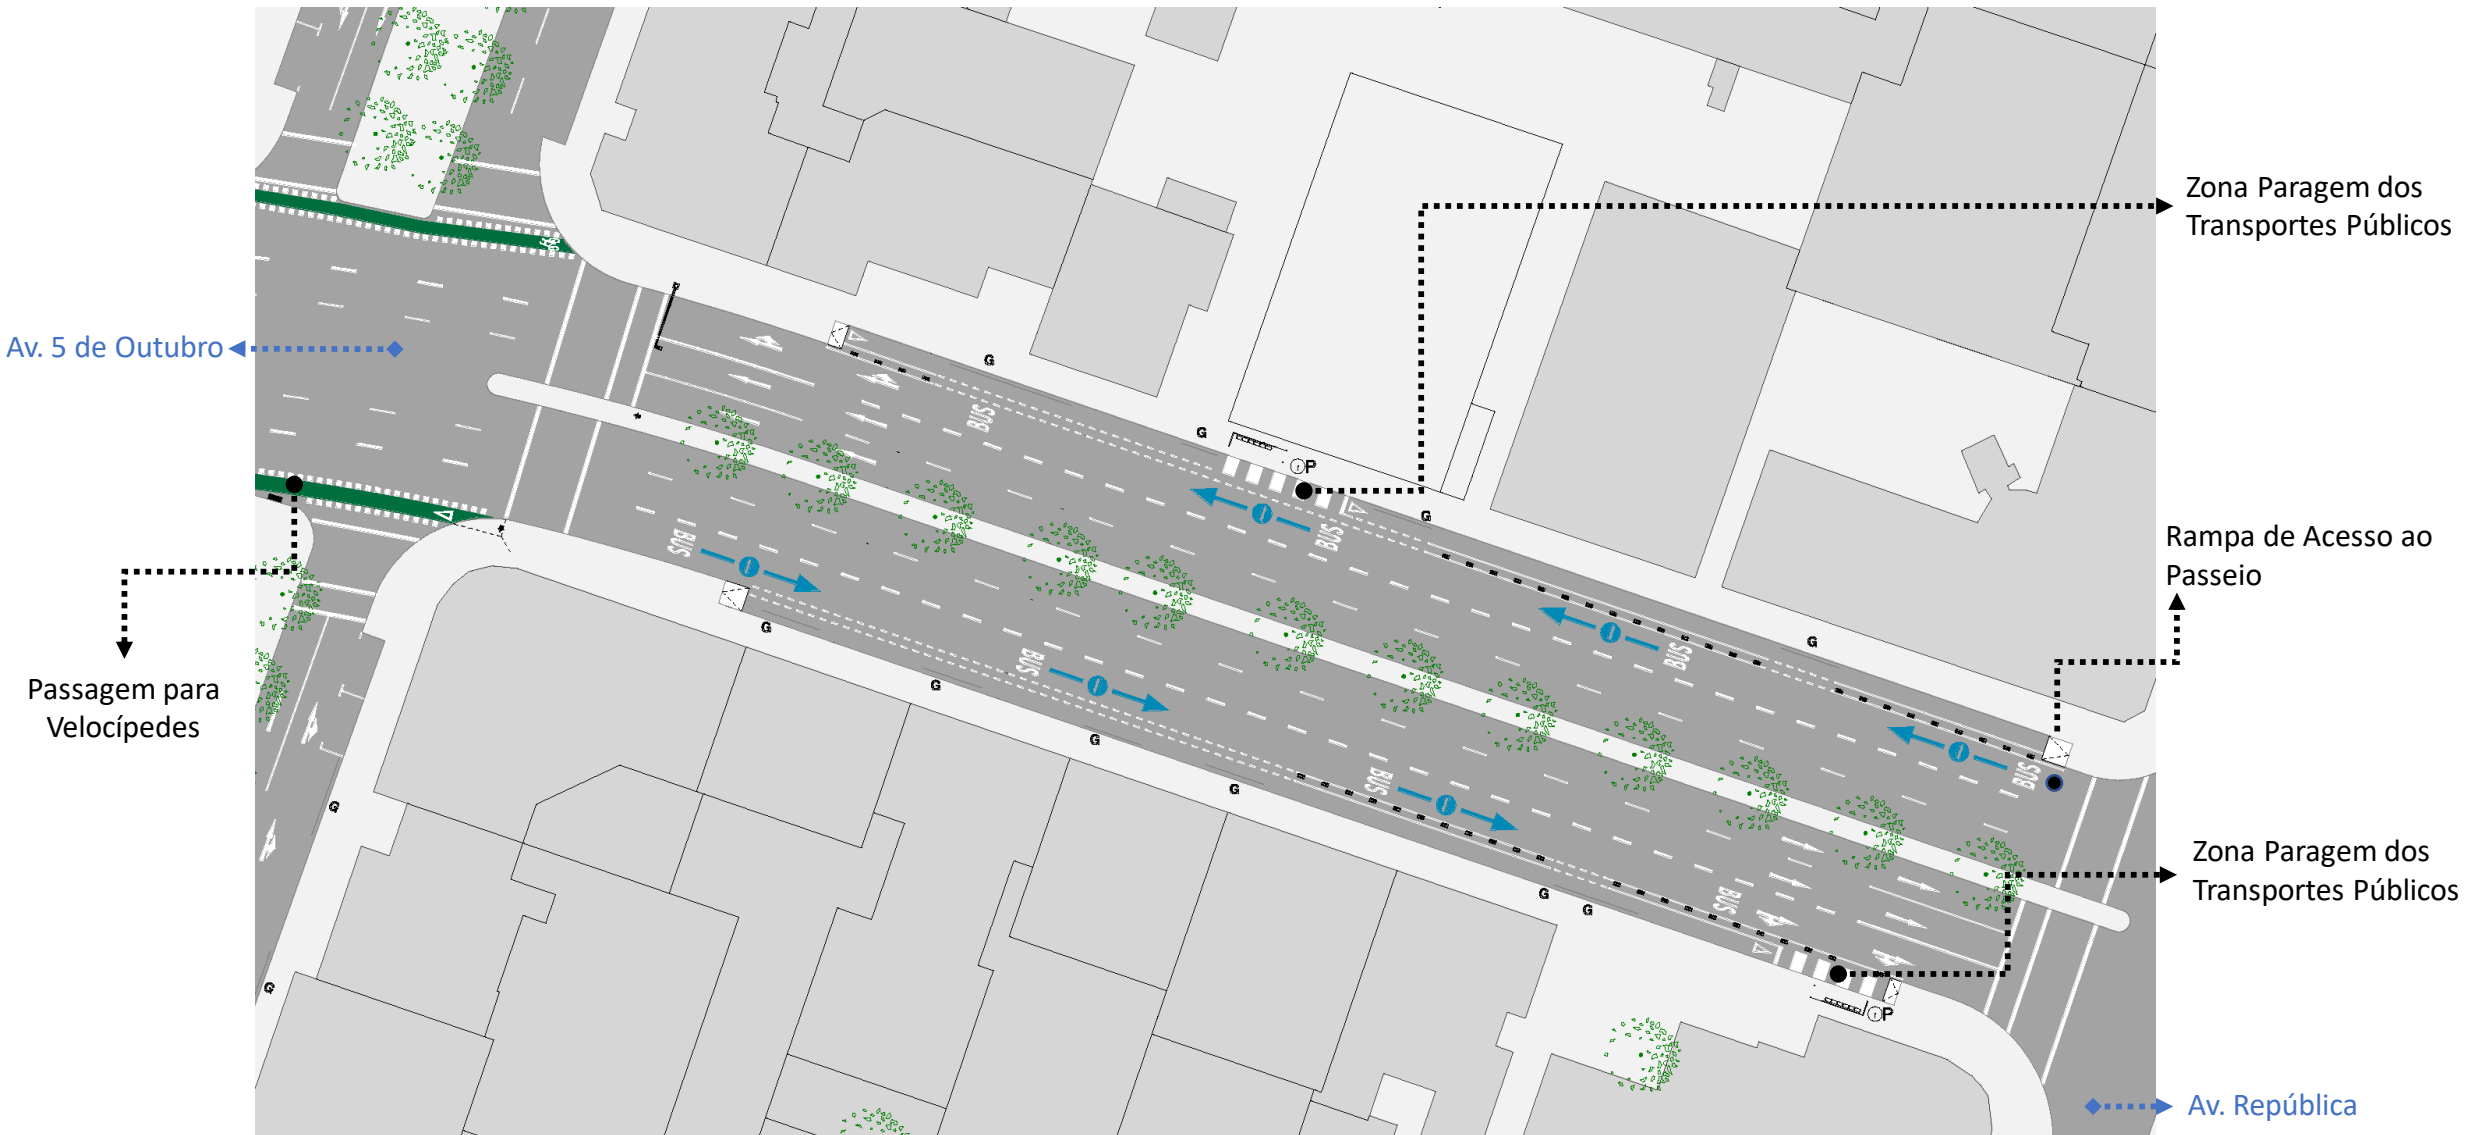 Zona Paragem dos
Transportes Públicos
Av. 5 de Outubro
G
BUS
G
P
G
BUS
Rampa de Acesso ao
Passeio
BUS
G
G
BUS
BUS
G
Passagem para
Velocípedes
G
BUS
G
BUS
G
G
Zona Paragem dos
Transportes Públicos
G
G
BUS
G
P
Av. República